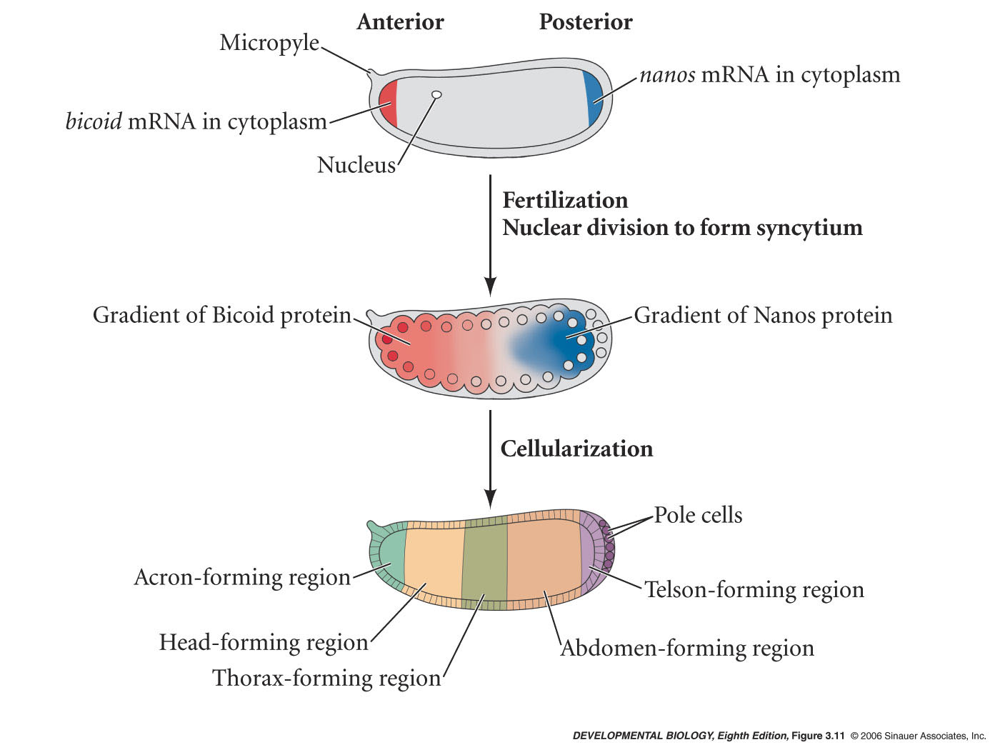 Anterior
Posterior
Micropyle
nanos mRNA in cytoplasm
bicoid mRNA in cytoplasm
Nucleus
Fertilization
Nuclear division to form syncytium
Gradient of Bicoid protein
Gradient of Nanos protein
Cellularization
Pole cells
Acron-forming region
Telson-forming region
Head-forming region
Abdomen-forming region
Thorax-forming region
DEVELOPMENTAL BIOLOGY, Eighth Edition, Figure 3.11 © 2006 Sinauer Associates, Inc.